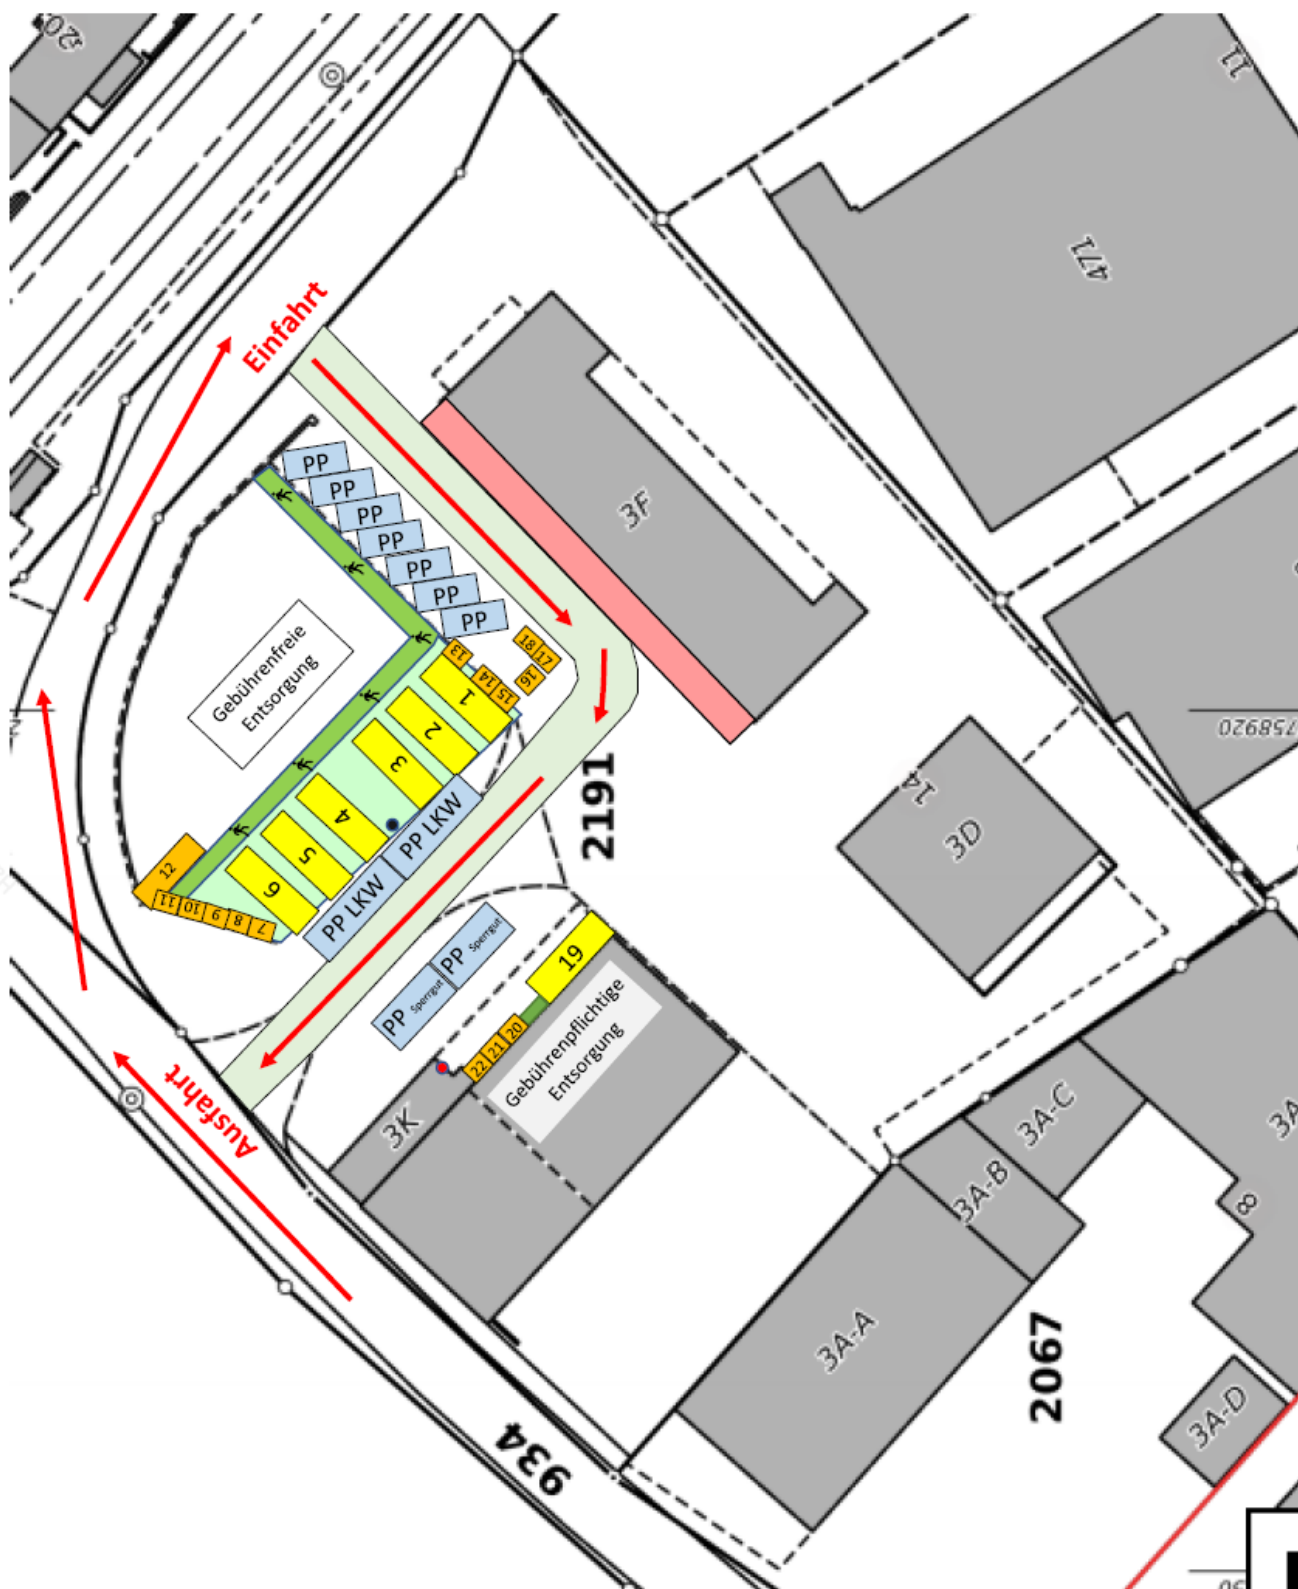 20
11
471
Einfahrt
3F
PP
PP
PP
PP
PP
PP
PP
Gebührenfreie
Entsorgung
13
18
17
14
15
16
1
2
3
4
5
6
PP LKW
PP LKW
12
11
10
9
8
7
2191
758920
14
3D
PP Sperrgut
PP Sperrgut
19
20
21
22
Gebührenpflichtige
Entsorgung
Ausfahrt
3K
3A-C
3A-B
3A
8
3A-A
2067
3A-D
934